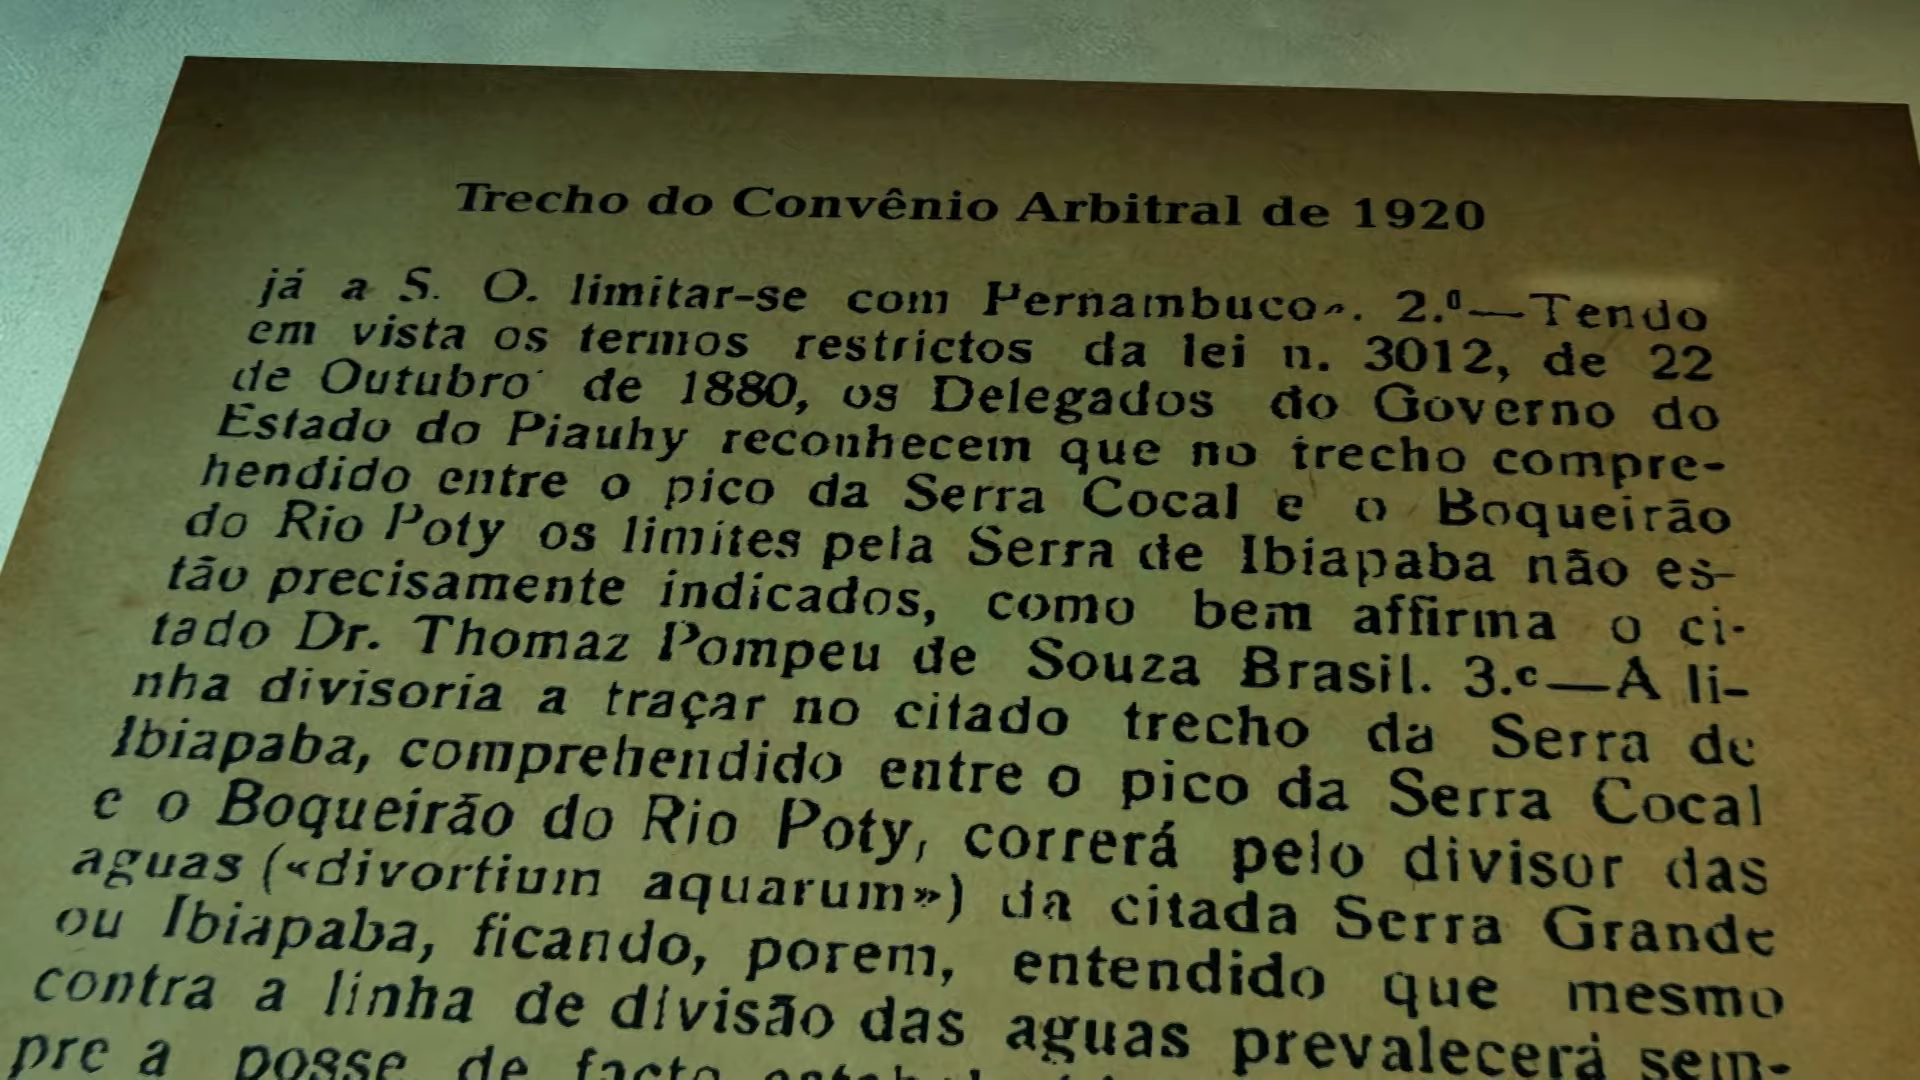 Trecho do Convênio Arbitral de 1920
já a S. O. limitar-se com Pernambuco». 2.º—Tendo
em vista os termos restrictos da lei n. 3012, de 22
de Outubro de 1880, os Delegados do Governo do
Estado do Piauhy reconhecem que no trecho compre-
hendido entre o pico da Serra Cocal e o Boqueirão
do Rio Poty os limites pela Serra de Ibiapaba não es-
tão precisamente indicados, como bem affirma o ci-
tado Dr. Thomaz Pompeu de Souza Brasil. 3.º—A li-
nha divisoria a traçar no citado trecho da Serra de
Ibiapaba, comprehendido entre o pico da Serra Cocal
e o Boqueirão do Rio Poty, correrá pelo divisor das
aguas («divortium aquarum») da citada Serra Grande
ou Ibiapaba, ficando, porem, entendido que mesmo
contra a linha de divisão das aguas prevalecerá sem-
pre a posse de facto